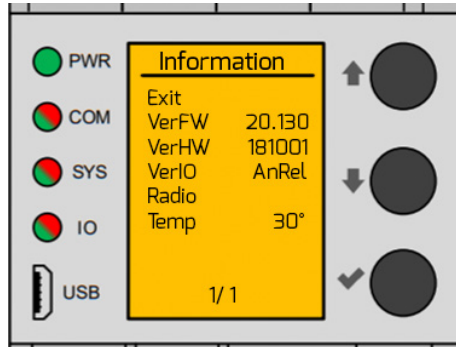 PWR
COM
SYS
IO
USB
Information
Exit
VerFW 20.130
VerHW 181001
VerIO AnRel
Radio
Temp 30°
1/1